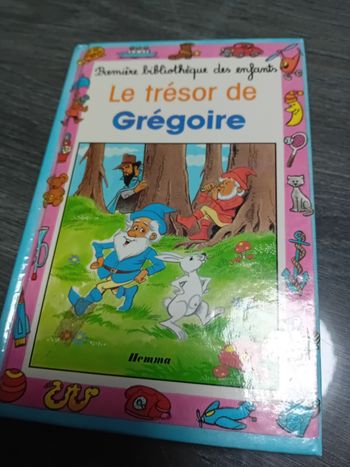 Première bibliothèque des enfants
Le trésor de
Grégoire
Hemma